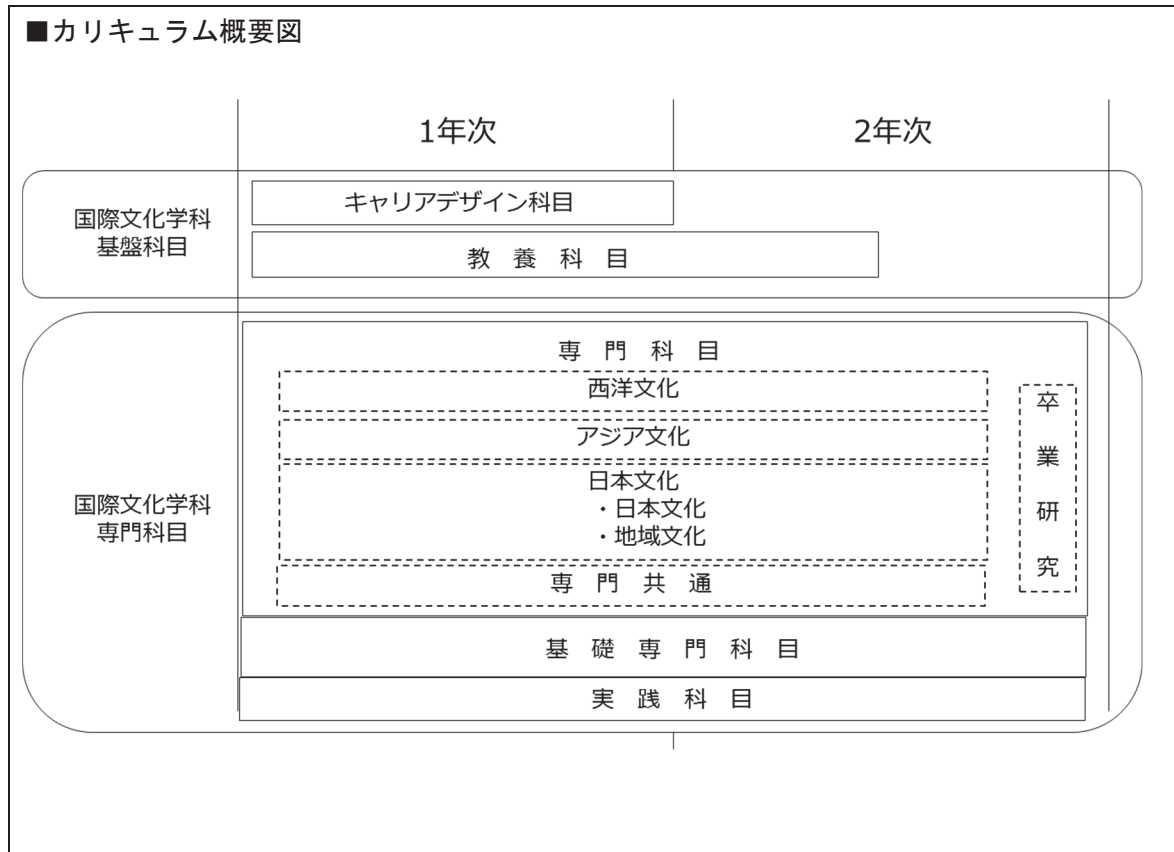 ■カリキュラム概要図
1年次
2年次
国際文化学科
基盤科目
キャリアデザイン科目
教養科目
国際文化学科
専門科目
専門科目
西洋文化
アジア文化
日本文化
・日本文化
・地域文化
専門共通
卒業研究
基礎専門科目
実践科目